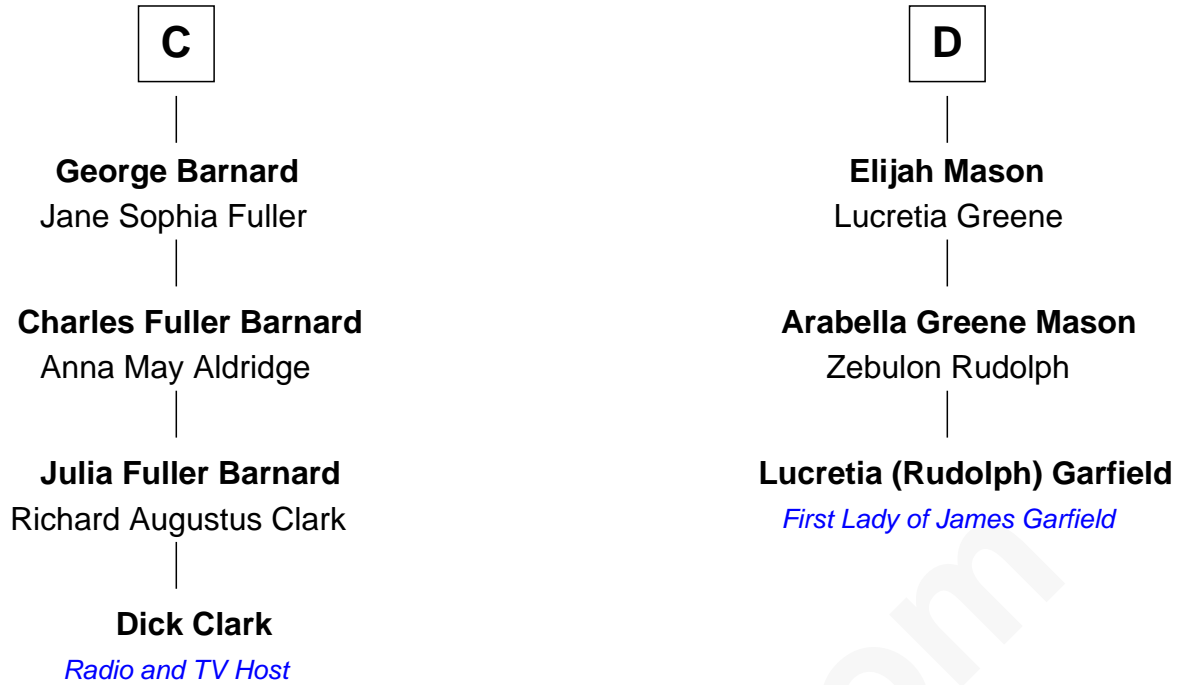 C
George Barnard
Jane Sophia Fuller
Charles Fuller Barnard
Anna May Aldridge
Julia Fuller Barnard
Richard Augustus Clark
Dick Clark
Radio and TV Host
D
Elijah Mason
Lucretia Greene
Arabella Greene Mason
Zebulon Rudolph
Lucretia (Rudolph) Garfield
First Lady of James Garfield
om